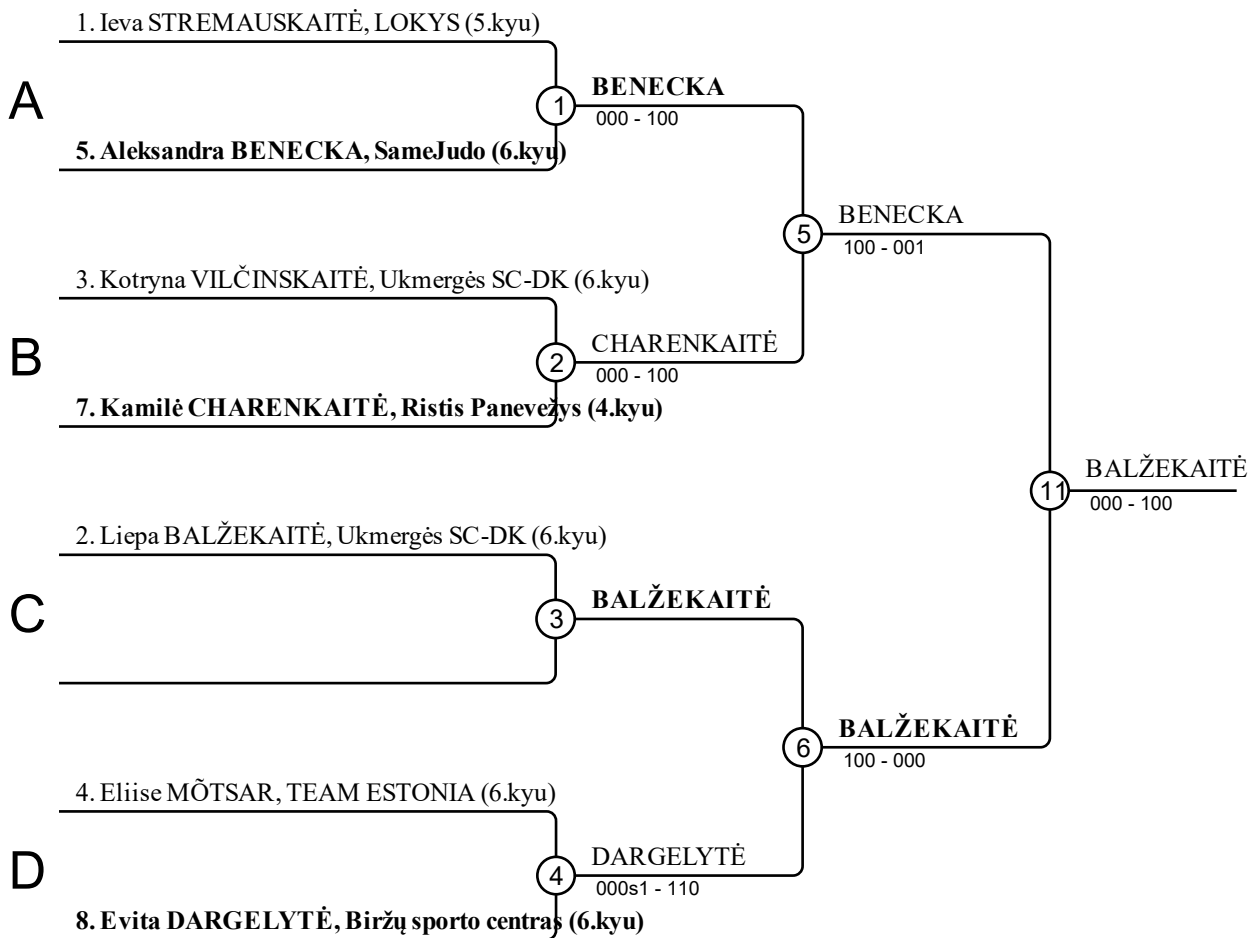 1. Ieva STREMAUSKAITĖ, LOKYS (5.kyu)
A
1
BENECKA
000 - 100
5. Aleksandra BENECKA, SameJudo (6.kyu)
5
BENECKA
100 - 001
3. Kotryna VILČINSKAITĖ, Ukmergės SC-DK (6.kyu)
B
2
CHARENKAITĖ
000 - 100
7. Kamilė CHARENKAITĖ, Ristis Panevežys (4.kyu)
11
BALŽEKAITĖ
000 - 100
2. Liepa BALŽEKAITĖ, Ukmergės SC-DK (6.kyu)
C
3
BALŽEKAITĖ
6
BALŽEKAITĖ
100 - 000
4. Eliise MÕTSAR, TEAM ESTONIA (6.kyu)
D
4
DARGELYTĖ
000s1 - 110
8. Evita DARGELYTĖ, Biržų sporto centras (6.kyu)